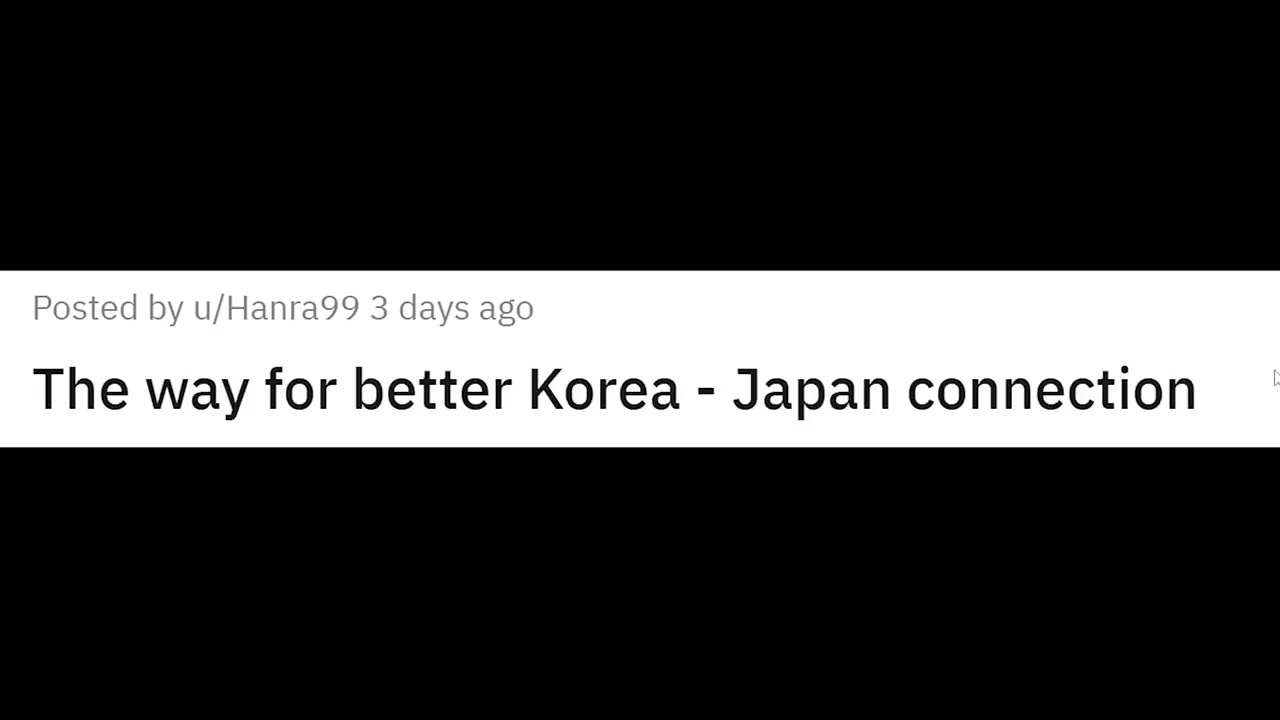 Posted by u/Hanra99 3 days ago
The way for better Korea - Japan connection